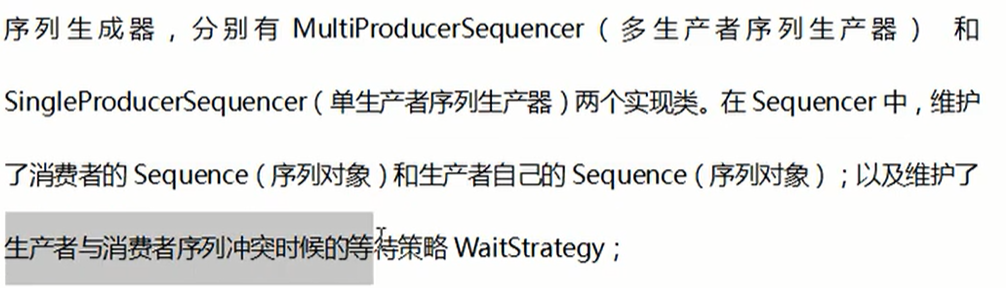 序列生成器，分别有 MultiProducerSequencer（多生产者序列生产器） 和
SingleProducerSequencer（单生产者序列生产器）两个实现类。在 Sequencer 中，维护
了消费者的 Sequence（序列对象）和生产者自己的 Sequence（序列对象）；以及维护了
生产者与消费者序列冲突时候的等待策略 WaitStrategy；